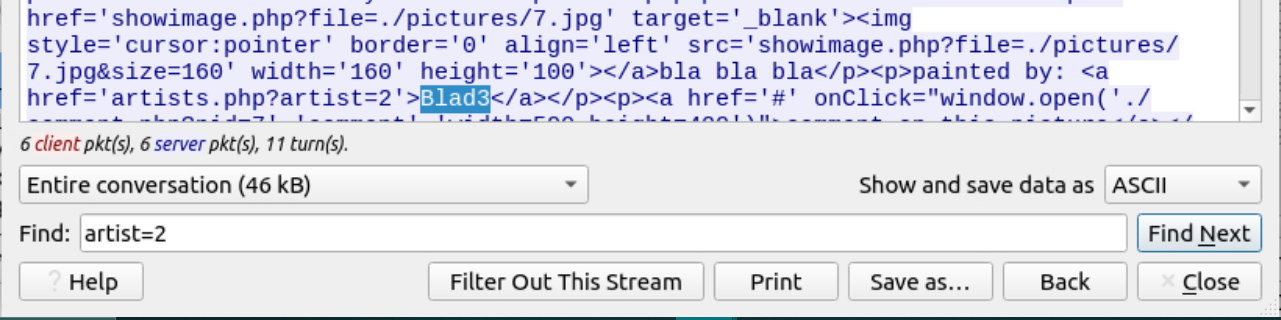 href='showimage.php?file=./pictures/7.jpg' target='_blank'><img
style='cursor:pointer' border='0' align='left' src='showimage.php?file=./pictures/
7.jpg&size=160' width='160' height='100'></a>bla bla bla</p><p>painted by: <a
href='artists.php?artist=2'>Blad3</a></p><p><a href='#' onClick="window.open('./
6 client pkt(s), 6 server pkt(s), 11 turn(s).
Entire conversation (46 kB) Show and save data as ASCII
Find: artist=2 Find Next
Help Filter Out This Stream Print Save as... Back Close